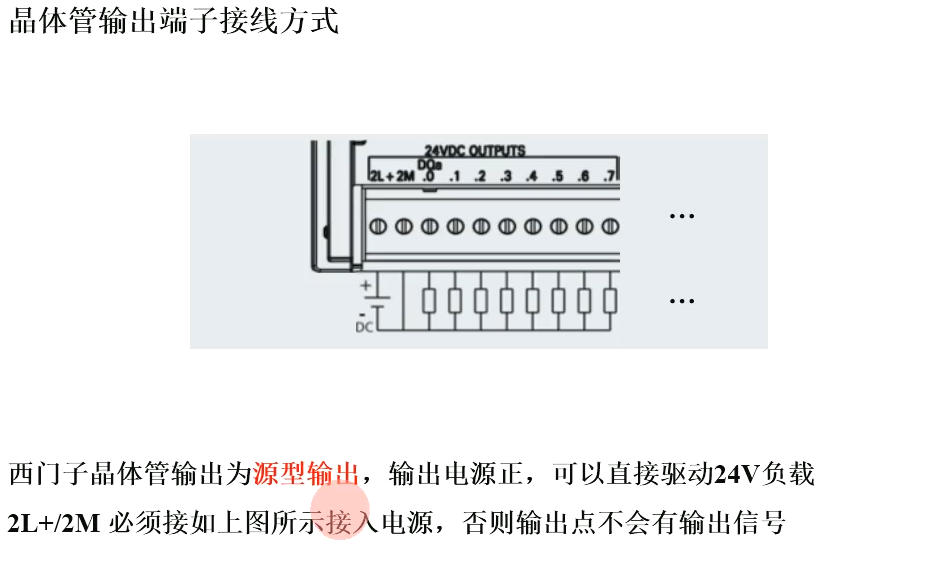 晶体管输出端子接线方式
24VDC OUTPUTS
DQa
2L+ 2M .0 .1 .2 .3 .4 .5 .6 .7
...
+
...
-
DC
西门子晶体管输出为源型输出，输出电源正，可以直接驱动24V负载
2L+/2M 必须接如上图所示接入电源，否则输出点不会有输出信号